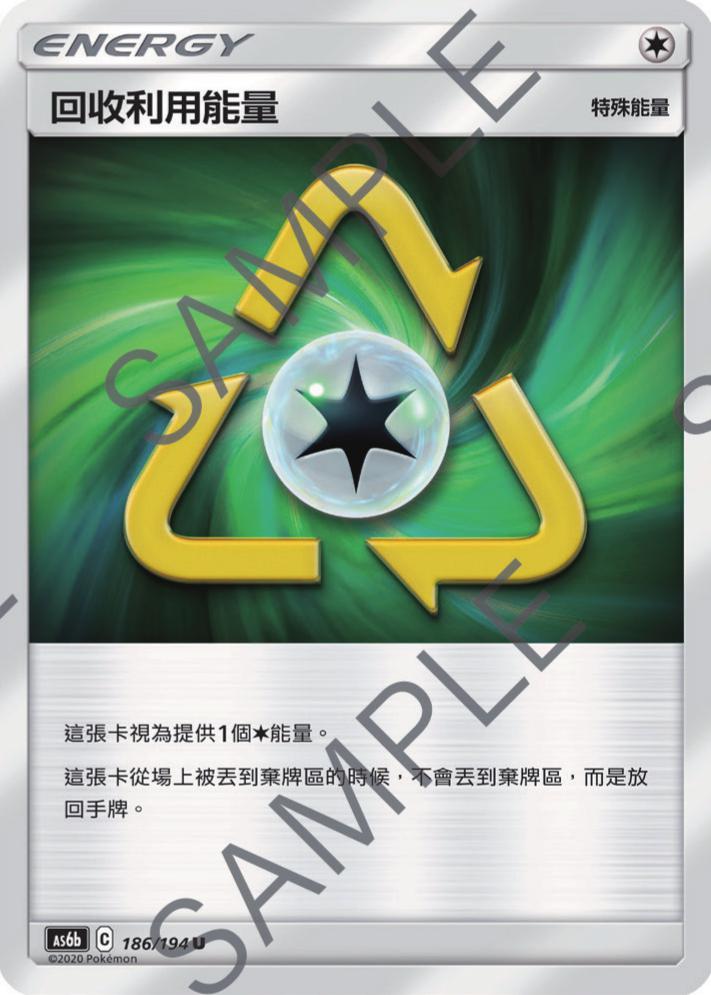 ENERGY
回收利用能量
特殊能量
SAMPLE
這張卡視為提供1個✶能量。
這張卡從場上被丟到棄牌區的時候,不會丟到棄牌區,而是放
回手牌。
SAMPLE
AS6b C 186/194 U
©2020 Pokémon